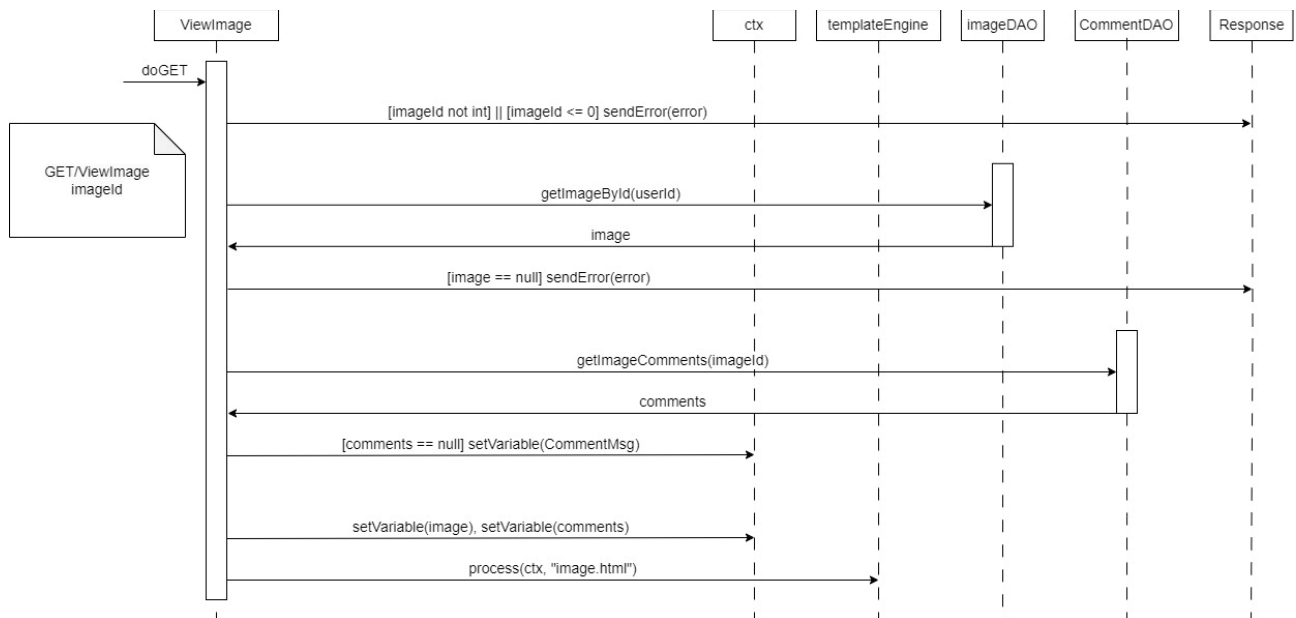 ViewImage
ctx
templateEngine
imageDAO
CommentDAO
Response
doGET
[imageId not int] || [imageId <= 0] sendError(error)
GET/ViewImage
imageId
getImageById(userId)
image
[image == null] sendError(error)
getImageComments(imageId)
comments
[comments == null] setVariable(CommentMsg)
setVariable(image), setVariable(comments)
process(ctx, "image.html")